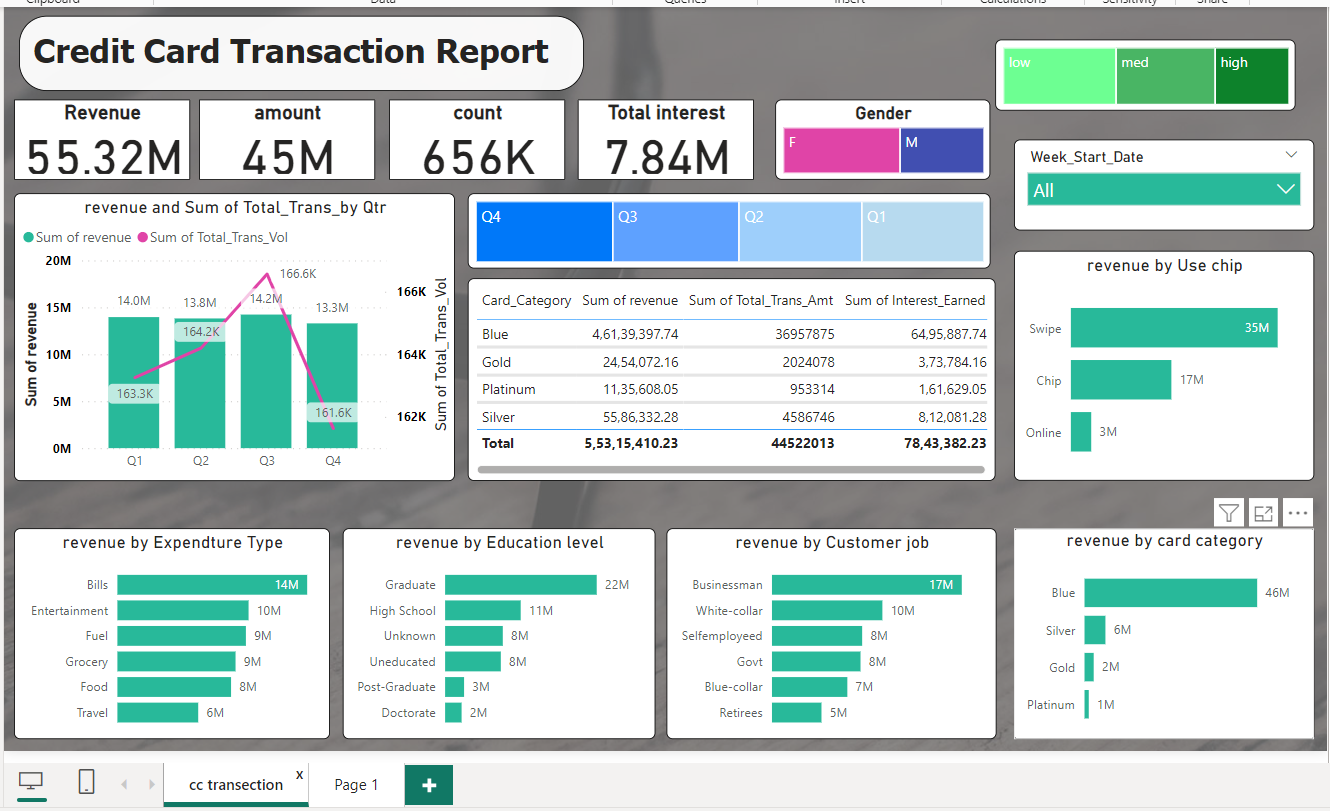 Clipboard Data Queries Insert Calculations Sensitivity Share
Credit Card Transaction Report
low med high
Revenue
55.32M
amount
45M
count
656K
Total interest
7.84M
Gender
F M
Week_Start_Date
All
revenue and Sum of Total_Trans_by Qtr
Sum of revenue Sum of Total_Trans_Vol
Sum of revenue
20M
15M
10M
5M
0M
14.0M 13.8M 14.2M 13.3M
163.3K 164.2K 166.6K 161.6K
166K
164K
162K
Sum of Total_Trans_Vol
Q1 Q2 Q3 Q4
Q4 Q3 Q2 Q1
Card_Category Sum of revenue Sum of Total_Trans_Amt Sum of Interest_Earned
Blue 4,61,39,397.74 36957875 64,95,887.74
Gold 24,54,072.16 2024078 3,73,784.16
Platinum 11,35,608.05 953314 1,61,629.05
Silver 55,86,332.28 4586746 8,12,081.28
Total 5,53,15,410.23 44522013 78,43,382.23
revenue by Use chip
Swipe 35M
Chip 17M
Online 3M
revenue by Expendture Type
Bills 14M
Entertainment 10M
Fuel 9M
Grocery 9M
Food 8M
Travel 6M
revenue by Education level
Graduate 22M
High School 11M
Unknown 8M
Uneducated 8M
Post-Graduate 3M
Doctorate 2M
revenue by Customer job
Businessman 17M
White-collar 10M
Selfemployeed 8M
Govt 8M
Blue-collar 7M
Retirees 5M
revenue by card category
Blue 46M
Silver 6M
Gold 2M
Platinum 1M
cc transection x
Page 1
+